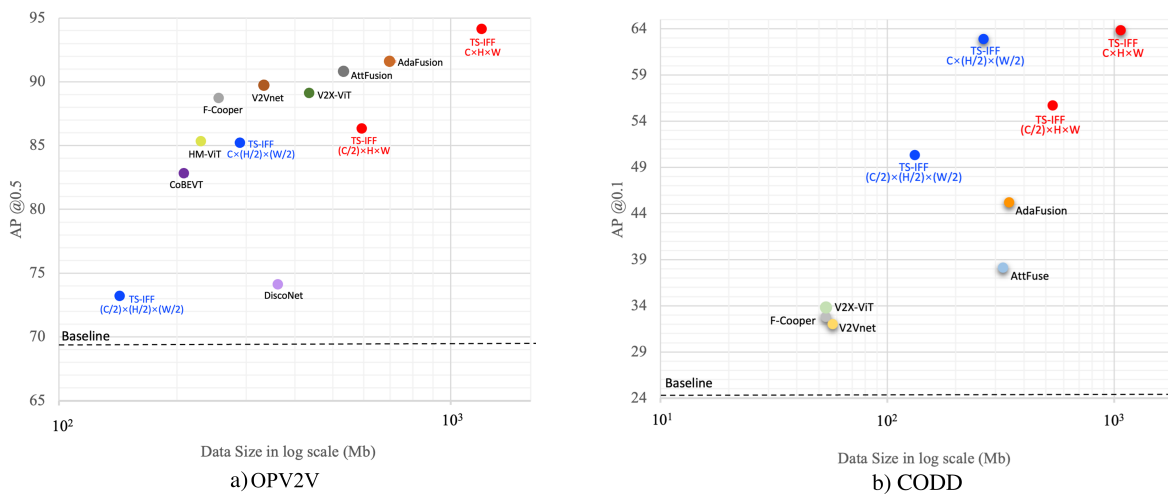 95
90
85
80
75
70
65
AP @0.5
TS-IFF
C×H×W
AdaFusion
AttFusion
V2Vnet
V2X-ViT
F-Cooper
TS-IFF
(C/2)×H×W
HM-ViT
TS-IFF
C×(H/2)×(W/2)
CoBEVT
DiscoNet
TS-IFF
(C/2)×(H/2)×(W/2)
Baseline
10²
10³
Data Size in log scale (Mb)
a) OPV2V
64
59
54
49
44
39
34
29
24
AP @0.1
TS-IFF
C×(H/2)×(W/2)
TS-IFF
C×H×W
TS-IFF
(C/2)×H×W
TS-IFF
(C/2)×(H/2)×(W/2)
AdaFusion
AttFuse
V2X-ViT
F-Cooper
V2Vnet
Baseline
10¹
10²
10³
Data Size in log scale (Mb)
b) CODD